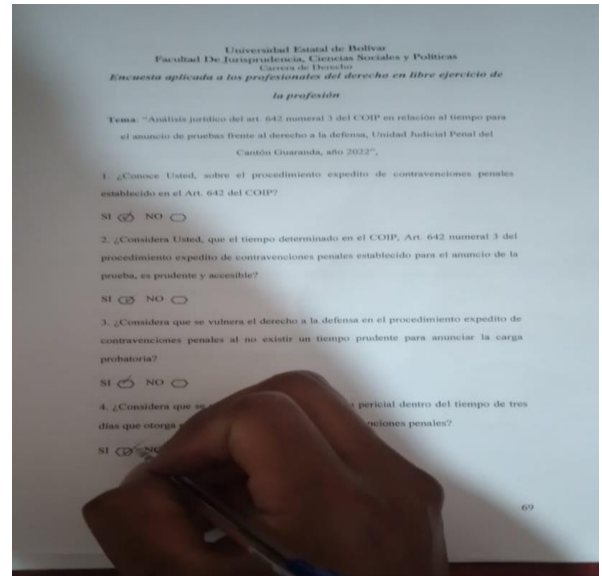 Universidad Estatal de Bolívar
Facultad De Jurisprudencia, Ciencias Sociales y Políticas
Carrera de Derecho
Encuesta aplicada a los profesionales del derecho en libre ejercicio de
la profesión
Tema: "Análisis jurídico del art. 642 numeral 3 del COIP en relación al tiempo para
el anuncio de pruebas frente al derecho a la defensa, Unidad Judicial Penal del
Cantón Guaranda, año 2022",
1. ¿Conoce Usted, sobre el procedimiento expedito de contravenciones penales
establecido en el Art. 642 del COIP?
SI NO
2. ¿Considera Usted, que el tiempo determinado en el COIP, Art. 642 numeral 3 del
procedimiento expedito de contravenciones penales establecido para el anuncio de la
prueba, es prudente y accesible?
SI NO
3. ¿Considera que se vulnera el derecho a la defensa en el procedimiento expedito de
contravenciones penales al no existir un tiempo prudente para anunciar la carga
probatoria?
SI NO
4. ¿Considera que se pericial dentro del tiempo de tres
días que otorga penales?
SI
69